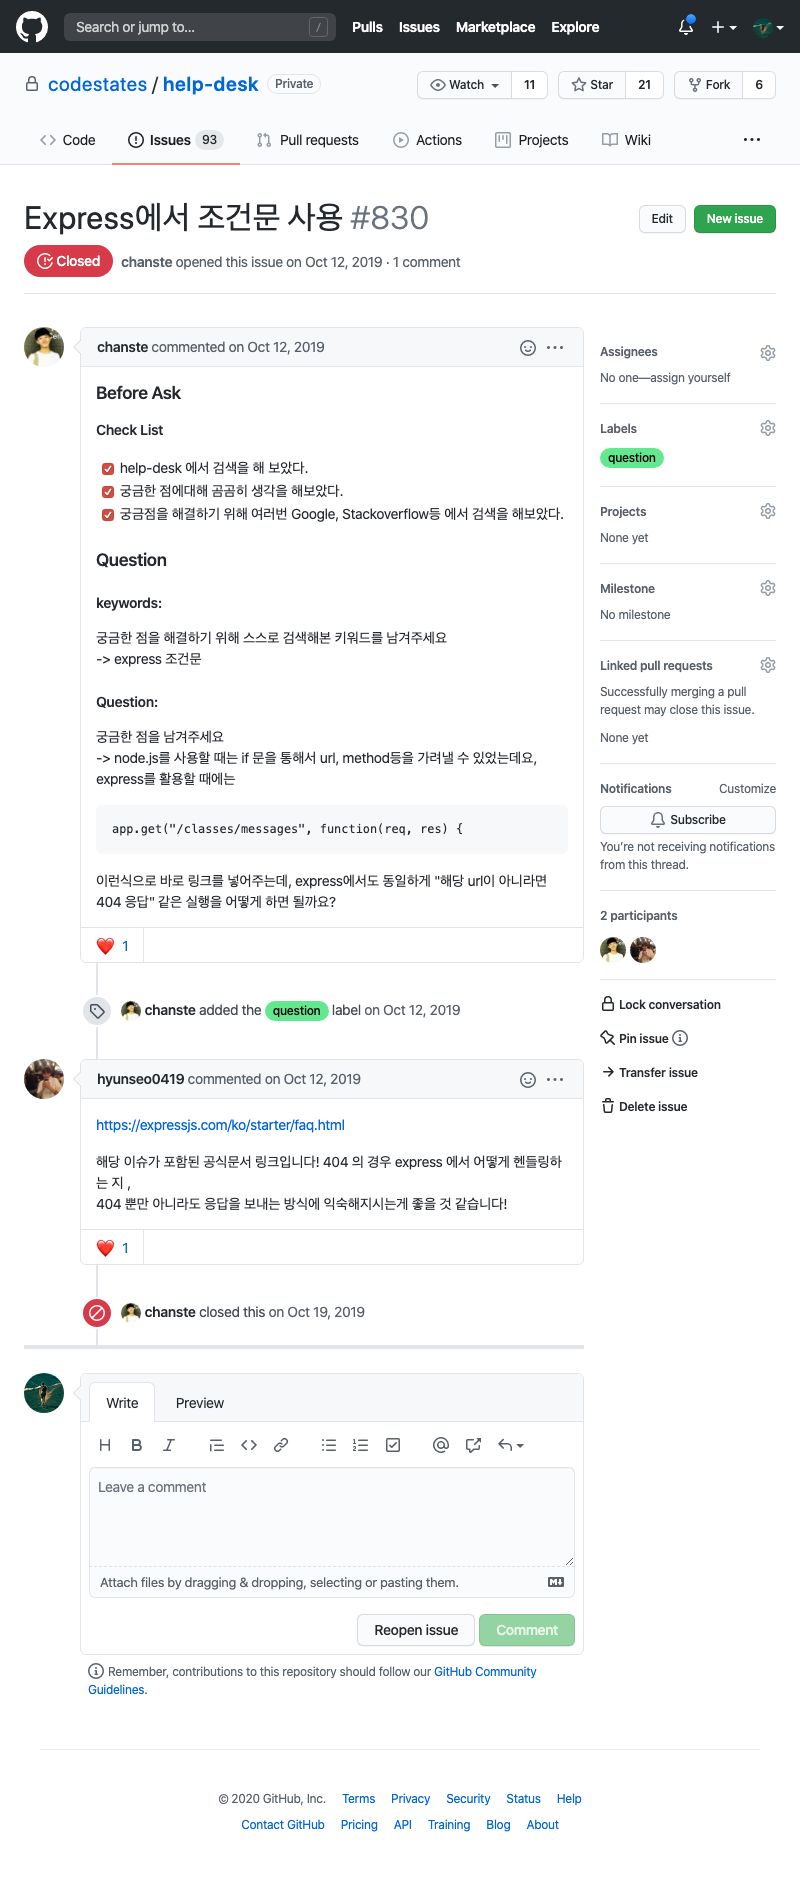 Search or jump to... /
Pulls Issues Marketplace Explore
codestates / help-desk Private
Watch 11 Star 21 Fork 6
Code Issues 93 Pull requests Actions Projects Wiki ...
Express에서 조건문 사용 #830
Edit New issue
Closed chanste opened this issue on Oct 12, 2019 · 1 comment
chanste commented on Oct 12, 2019
Before Ask
Check List
help-desk 에서 검색을 해 보았다.
궁금한 점에대해 곰곰히 생각을 해보았다.
궁금점을 해결하기 위해 여러번 Google, Stackoverflow등 에서 검색을 해보았다.
Question
keywords:
궁금한 점을 해결하기 위해 스스로 검색해본 키워드를 남겨주세요
-> express 조건문
Question:
궁금한 점을 남겨주세요
-> node.js를 사용할 때는 if 문을 통해서 url, method등을 가려낼 수 있었는데요,
express를 활용할 때에는
app.get("/classes/messages", function(req, res) {
이런식으로 바로 링크를 넣어주는데, express에서도 동일하게 "해당 url이 아니라면
404 응답" 같은 실행을 어떻게 하면 될까요?
1
chanste added the question label on Oct 12, 2019
hyunseo0419 commented on Oct 12, 2019
https://expressjs.com/ko/starter/faq.html
해당 이슈가 포함된 공식문서 링크입니다! 404 의 경우 express 에서 어떻게 헨들링하
는 지 ,
404 뿐만 아니라도 응답을 보내는 방식에 익숙해지시는게 좋을 것 같습니다!
1
chanste closed this on Oct 19, 2019
Assignees
No one—assign yourself
Labels
question
Projects
None yet
Milestone
No milestone
Linked pull requests
Successfully merging a pull
request may close this issue.
None yet
Notifications Customize
Subscribe
You're not receiving notifications
from this thread.
2 participants
Lock conversation
Pin issue
Transfer issue
Delete issue
Write Preview
Leave a comment
Attach files by dragging & dropping, selecting or pasting them.
Reopen issue Comment
Remember, contributions to this repository should follow our GitHub Community
Guidelines.
© 2020 GitHub, Inc. Terms Privacy Security Status Help
Contact GitHub Pricing API Training Blog About